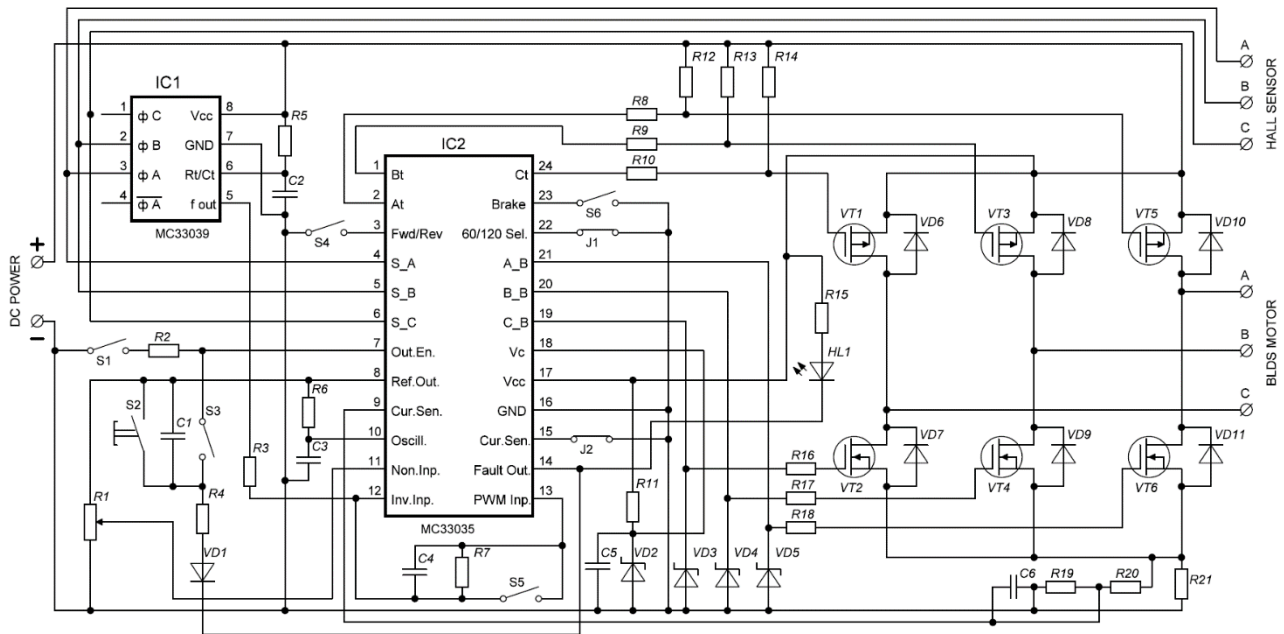 R12
R13
R14
A
B
C
HALL SENSOR
IC1
1
ф C
Vcc
8
2
ф B
GND
7
3
ф A
Rt/Ct
6
4
ф A
f out
5
MC33039
R5
C2
R8
R9
R10
IC2
1
Bt
Ct
24
2
At
Brake
23
3
Fwd/Rev
60/120 Sel.
22
4
S_A
A_B
21
5
S_B
B_B
20
6
S_C
C_B
19
7
Out.En.
Vc
18
8
Ref.Out.
Vcc
17
9
Cur.Sen.
GND
16
10
Oscill.
Cur.Sen.
15
11
Non.Inp.
Fault Out.
14
12
Inv.Inp.
PWM Inp.
13
MC33035
S4
S6
J1
J2
DC POWER
+
−
S1
R2
S2
C1
S3
R3
R6
C3
R1
R4
VD1
C4
R7
S5
R11
C5
VD2
VD3
VD4
VD5
R15
HL1
VT1
VD6
VT3
VD8
VT5
VD10
A
B
C
BLDS MOTOR
R16
R17
R18
VT2
VD7
VT4
VD9
VT6
VD11
C6
R19
R20
R21